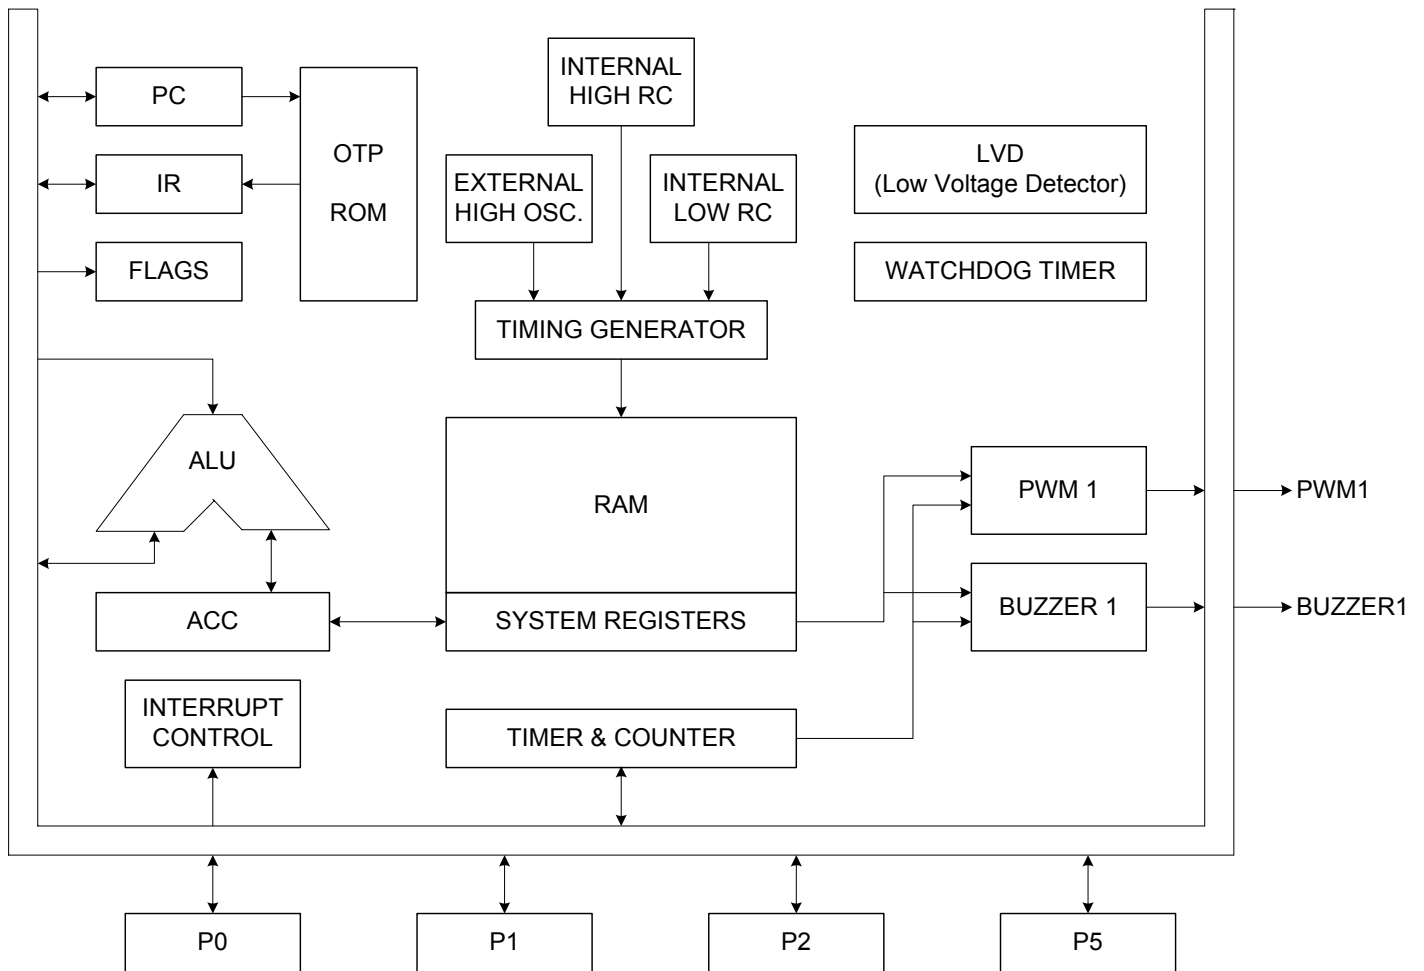 INTERNAL
HIGH RC
PC
OTP
ROM
IR
FLAGS
EXTERNAL
HIGH OSC.
INTERNAL
LOW RC
LVD
(Low Voltage Detector)
WATCHDOG TIMER
TIMING GENERATOR
ALU
RAM
PWM 1
PWM1
ACC
SYSTEM REGISTERS
BUZZER 1
BUZZER1
INTERRUPT
CONTROL
TIMER & COUNTER
P0
P1
P2
P5